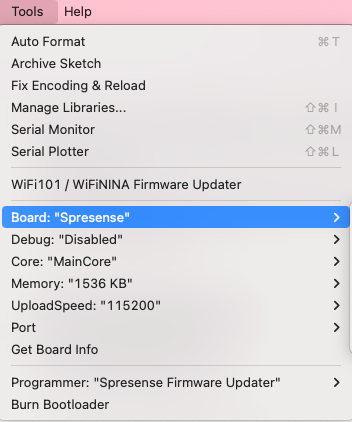 Tools Help
Auto Format ⌘ T
Archive Sketch
Fix Encoding & Reload
Manage Libraries... ⇧⌘ I
Serial Monitor ⇧⌘M
Serial Plotter ⇧⌘ L
WiFi101 / WiFiNINA Firmware Updater
Board: "Spresense"
Debug: "Disabled"
Core: "MainCore"
Memory: "1536 KB"
UploadSpeed: "115200"
Port
Get Board Info
Programmer: "Spresense Firmware Updater"
Burn Bootloader